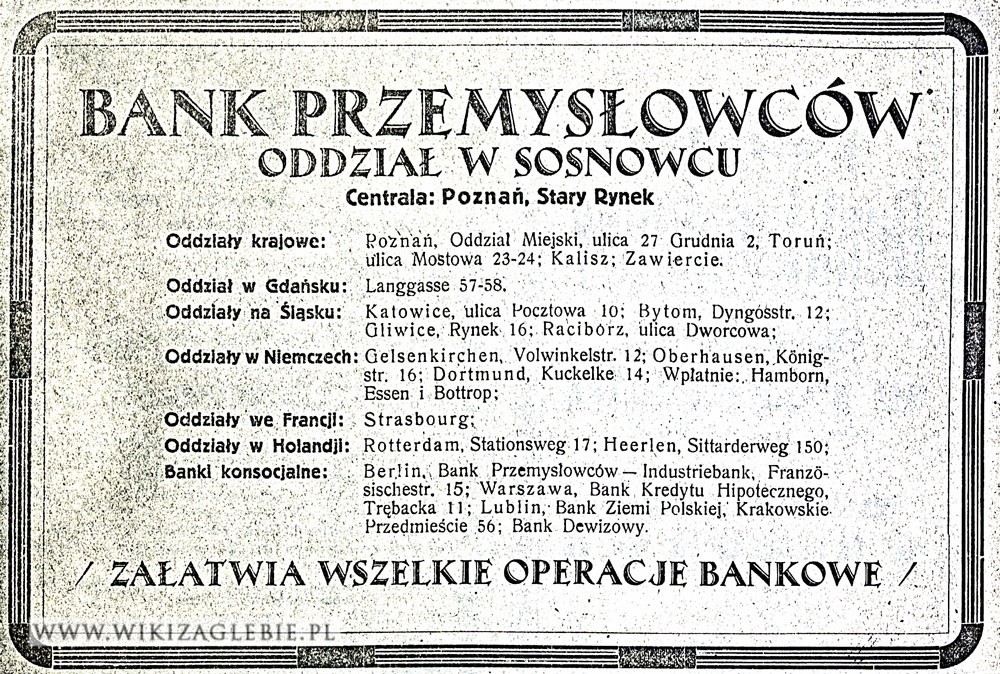 BANK PRZEMYSŁOWCÓW
ODDZIAŁ W SOSNOWCU
Centrala: Poznań, Stary Rynek
Oddziały krajowe: Poznań, Oddział Miejski, ulica 27 Grudnia 2, Toruń;
ulica Mostowa 23-24; Kalisz; Zawiercie.
Oddział w Gdańsku: Langgasse 57-58.
Oddziały na Śląsku: Katowice, ulica Pocztowa 10; Bytom, Dyngósstr. 12;
Gliwice, Rynek 16; Racibórz, ulica Dworcowa;
Oddziały w Niemczech: Gelsenkirchen, Volwinkelstr. 12; Oberhausen, König-
str. 16; Dortmund, Kuckelke 14; Wpłatnie: Hamborn,
Essen i Bottrop;
Oddziały we Francji: Strasbourg;
Oddziały w Holandji: Rotterdam, Stationsweg 17; Heerlen, Sittarderweg 150;
Banki konsocjalne: Berlin, Bank Przemysłowców — Industriebank, Franzö-
sischestr. 15; Warszawa, Bank Kredytu Hipotecznego,
Trębacka 11; Lublin, Bank Ziemi Polskiej, Krakowskie
Przedmieście 56; Bank Dewizowy.
/ ZAŁATWIA WSZELKIE OPERACJE BANKOWE /
WWW.WIKIZAGLEBIE.PL